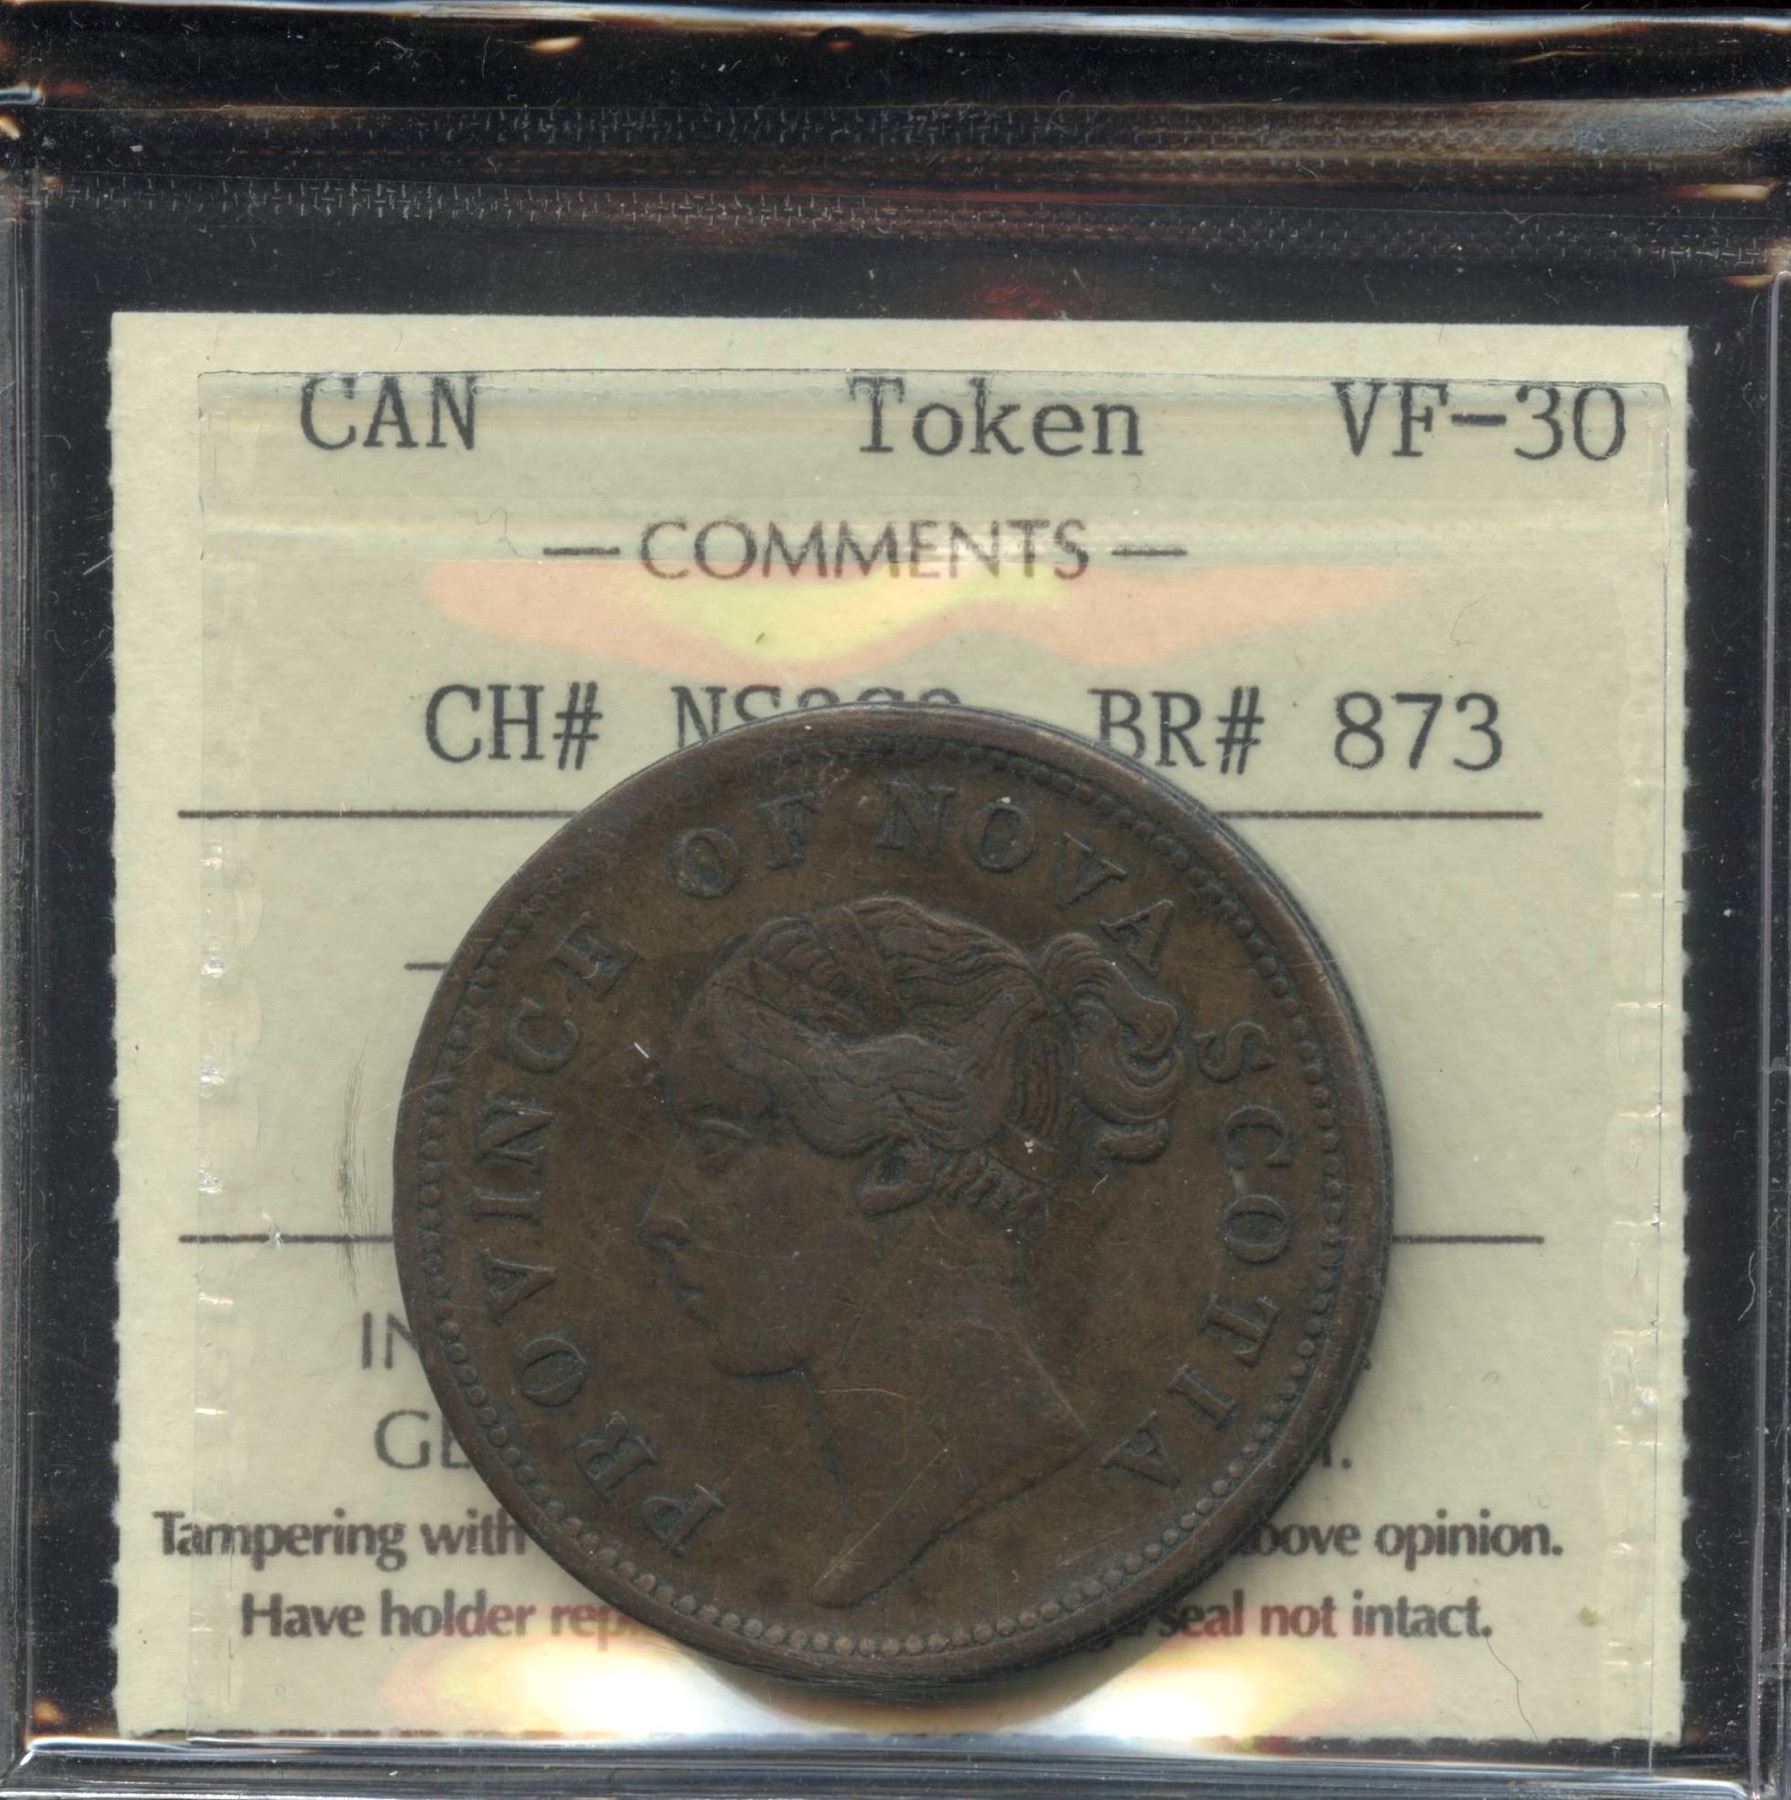 CAN Token VF-30
— COMMENTS —
CH# BR# 873
PROVINCE OF NOVA SCOTIA
Tampering with opinion.
Have holder seal not intact.